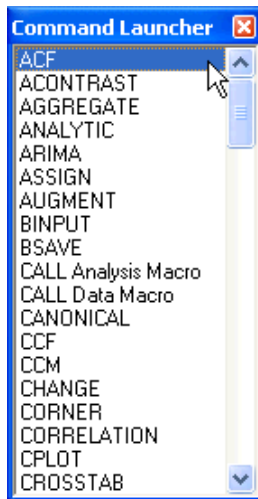 Command Launcher
ACF
ACONTRAST
AGGREGATE
ANALYTIC
ARIMA
ASSIGN
AUGMENT
BINPUT
BSAVE
CALL Analysis Macro
CALL Data Macro
CANONICAL
CCF
CCM
CHANGE
CORNER
CORRELATION
CPLOT
CROSSTAB